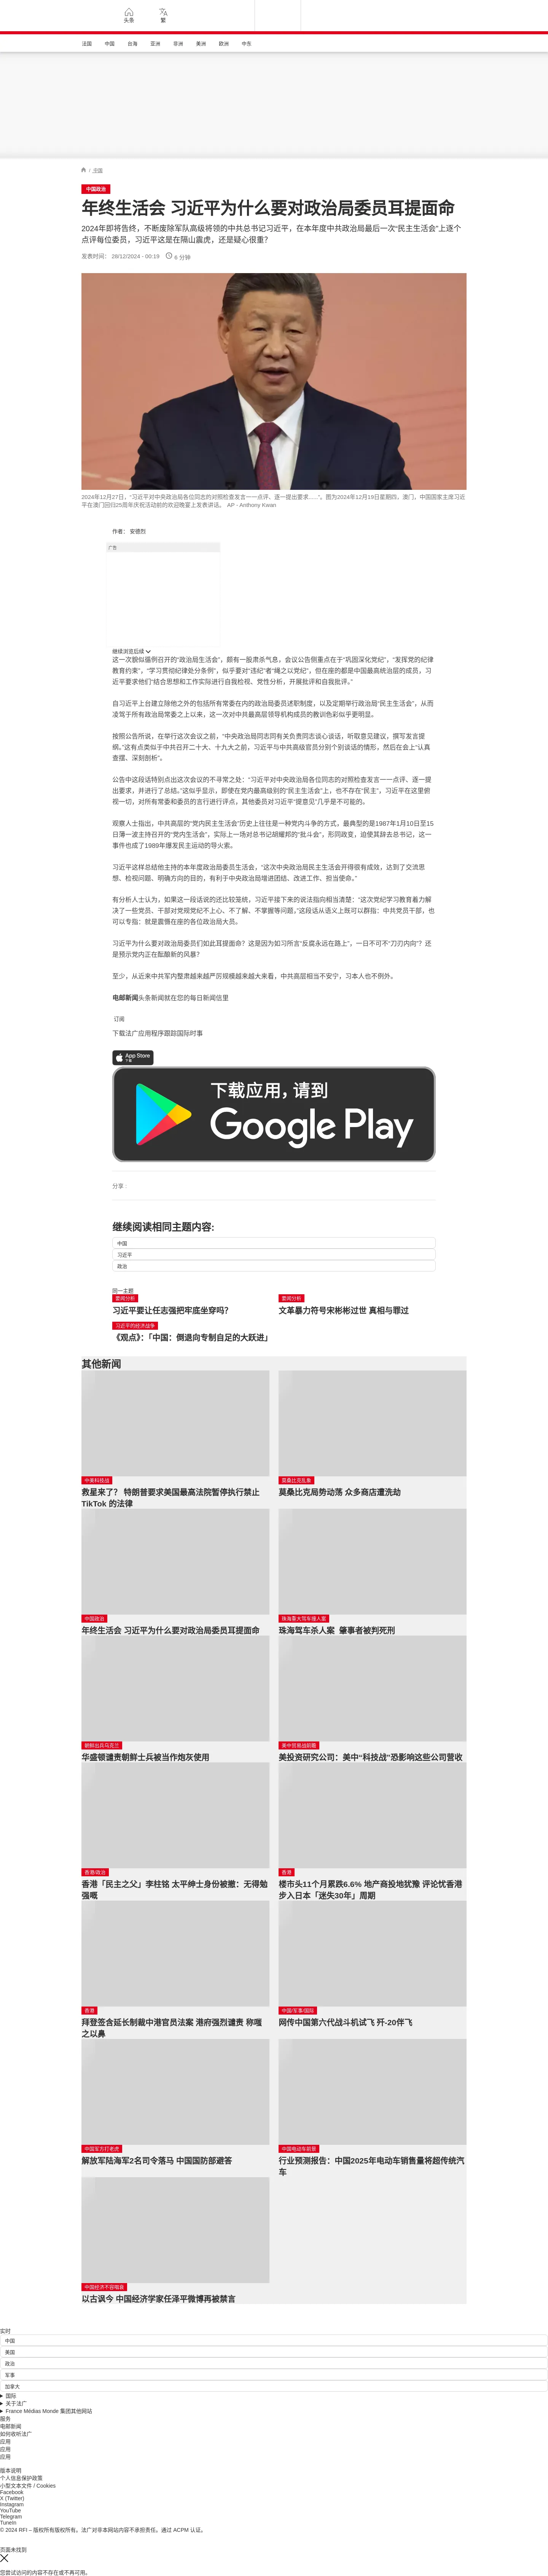 头条
繁
法国
中国
台海
亚洲
非洲
美洲
欧洲
中东
/ 中国
中国政治
年终生活会 习近平为什么要对政治局委员耳提面命
2024年即将告终，不断废除军队高级将领的中共总书记习近平，在本年度中共政治局最后一次“民主生活会”上逐个
点评每位委员，习近平这是在隔山震虎，还是疑心很重？
发表时间： 28/12/2024 - 00:19
6 分钟
2024年12月27日，“习近平对中央政治局各位同志的对照检查发言一一点评、逐一提出要求……”。图为2024年12月19日星期四，澳门，中国国家主席习近
平在澳门回归25周年庆祝活动前的欢迎晚宴上发表讲话。 AP - Anthony Kwan
作者： 安德烈
广告
继续浏览后续
这一次貌似循例召开的“政治局生活会”，颇有一股肃杀气息，会议公告侧重点在于“巩固深化党纪”，“发挥党的纪律
教育约束”，“学习贯彻纪律处分条例”，似乎要对“违纪”者“绳之以党纪”，但在座的都是中国最高统治层的成员，习
近平要求他们“结合思想和工作实际进行自我检视、党性分析，开展批评和自我批评。”
自习近平上台建立除他之外的包括所有常委在内的政治局委员述职制度，以及定期举行政治局“民主生活会”，从而
凌驾于所有政治局常委之上以来，这一次对中共最高层领导机构成员的教训色彩似乎更明显。
按照公告所说，在举行这次会议之前，“中央政治局同志同有关负责同志谈心谈话，听取意见建议，撰写发言提
纲。”这有点类似于中共召开二十大、十九大之前，习近平与中共高级官员分别个别谈话的情形，然后在会上“认真
查摆、深刻剖析”。
公告中这段话特别点出这次会议的不寻常之处：“习近平对中央政治局各位同志的对照检查发言一一点评、逐一提
出要求，并进行了总结。”这似乎显示，即使在党内最高级别的“民主生活会”上，也不存在“民主”，习近平在这里俯
视一切，对所有常委和委员的言行进行评点，其他委员对习近平“提意见”几乎是不可能的。
观察人士指出，中共高层的“党内民主生活会”历史上往往是一种党内斗争的方式，最典型的是1987年1月10日至15
日薄一波主持召开的“党内生活会”，实际上一场对总书记胡耀邦的“批斗会”，形同政变，迫使其辞去总书记，这一
事件也成了1989年爆发民主运动的导火索。
习近平这样总结他主持的本年度政治局委员生活会，“这次中央政治局民主生活会开得很有成效，达到了交流思
想、检视问题、明确方向的目的，有利于中央政治局增进团结、改进工作、担当使命。”
有分析人士认为，如果这一段话说的还比较笼统，习近平接下来的说法指向相当清楚：“这次党纪学习教育着力解
决了一些党员、干部对党规党纪不上心、不了解、不掌握等问题。”这段话从语义上既可以群指：中共党员干部，也
可以专指：就是震慑在座的各位政治局大员。
习近平为什么要对政治局委员们如此耳提面命？这是因为如习所言“反腐永远在路上”，一日不可不“刀刃内向”？还
是预示党内正在酝酿新的风暴？
至少，从近来中共军内整肃越来越严厉规模越来越大来看，中共高层相当不安宁，习本人也不例外。
电邮新闻头条新闻就在您的每日新闻信里
订阅
下载法广应用程序跟踪国际时事
App Store
下载
下载应用，请到
Google Play
分享 :
继续阅读相同主题内容:
中国
习近平
政治
同一主题
要闻分析
习近平要让任志强把牢底坐穿吗？
要闻分析
文革暴力符号宋彬彬过世 真相与罪过
习近平的经济战争
《观点》：「中国：倒退向专制自足的大跃进」
其他新闻
中美科技战
救星来了？ 特朗普要求美国最高法院暂停执行禁止
TikTok 的法律
莫桑比克乱象
莫桑比克局势动荡 众多商店遭洗劫
中国政治
年终生活会 习近平为什么要对政治局委员耳提面命
珠海重大驾车撞人案
珠海驾车杀人案 肇事者被判死刑
朝鲜出兵乌克兰
华盛顿谴责朝鲜士兵被当作炮灰使用
美中贸易战前瞻
美投资研究公司：美中“科技战”恐影响这些公司营收
香港/政治
香港「民主之父」李柱铭 太平绅士身份被撤：无得勉
强嘅
香港
楼市头11个月累跌6.6% 地产商投地犹豫 评论忧香港
步入日本「迷失30年」周期
香港
拜登签含延长制裁中港官员法案 港府强烈谴责 称嗤
之以鼻
中国/军事/国际
网传中国第六代战斗机试飞 歼-20伴飞
中国军方打老虎
解放军陆海军2名司令落马 中国国防部避答
中国电动车前景
行业预测报告：中国2025年电动车销售量将超传统汽
车
中国经济不容唱衰
以古讽今 中国经济学家任泽平微博再被禁言
实时
中国
美国
政治
军事
加拿大
国际
关于法广
France Médias Monde 集团其他网站
服务
电邮新闻
如何收听法广
应用
应用
应用
版本说明
个人信息保护政策
小型文本文件 / Cookies
Facebook
X (Twitter)
Instagram
YouTube
Telegram
TuneIn
© 2024 RFI – 版权所有版权所有。法广对非本网站内容不承担责任。通过 ACPM 认证。
页面未找到
您尝试访问的内容不存在或不再可用。